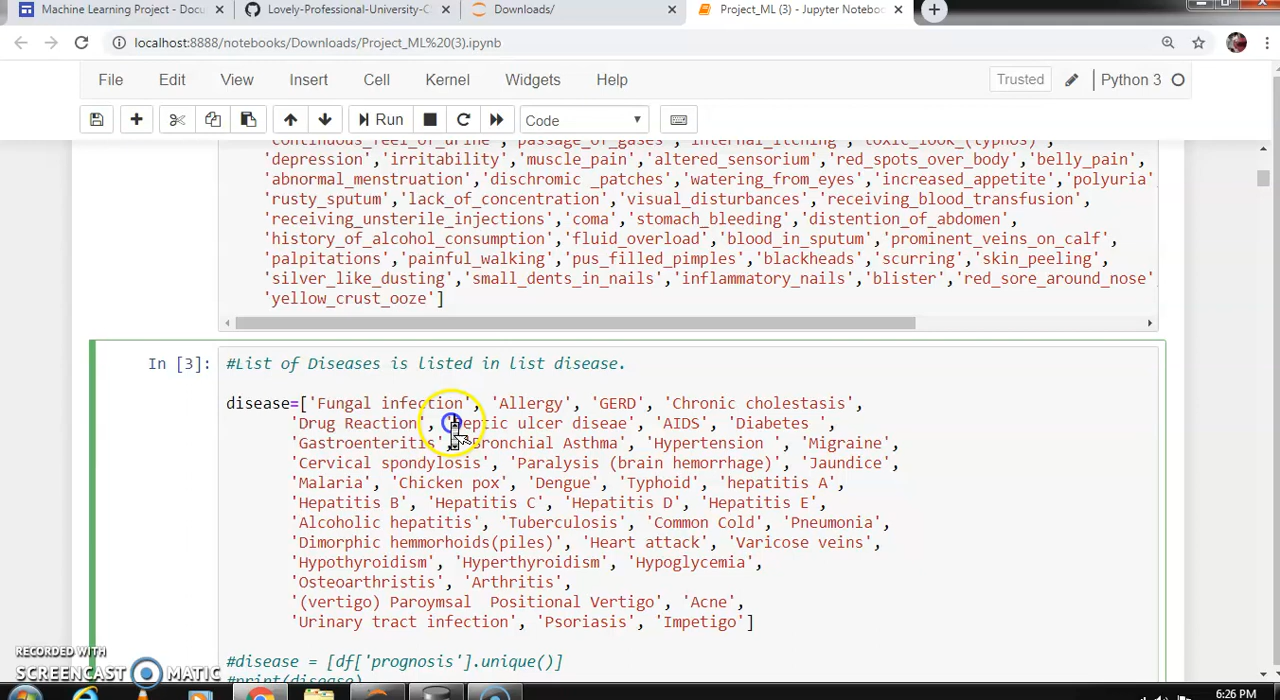 Machine Learning Project - Docu
Lovely-Professional-University-C
Downloads/
Project_ML (3) - Jupyter Noteboo
localhost:8888/notebooks/Downloads/Project_ML%20(3).ipynb
File Edit View Insert Cell Kernel Widgets Help Trusted Python 3
Run Code
'continuous_feel_of_urine','passage_of_gases','internal_itching','toxic_look_(typhos)',
'depression','irritability','muscle_pain','altered_sensorium','red_spots_over_body','belly_pain',
'abnormal_menstruation','dischromic _patches','watering_from_eyes','increased_appetite','polyuria'
'rusty_sputum','lack_of_concentration','visual_disturbances','receiving_blood_transfusion',
'receiving_unsterile_injections','coma','stomach_bleeding','distention_of_abdomen',
'history_of_alcohol_consumption','fluid_overload','blood_in_sputum','prominent_veins_on_calf',
'palpitations','painful_walking','pus_filled_pimples','blackheads','scurring','skin_peeling',
'silver_like_dusting','small_dents_in_nails','inflammatory_nails','blister','red_sore_around_nose'
'yellow_crust_ooze']
In [3]: #List of Diseases is listed in list disease.
disease=['Fungal infection', 'Allergy', 'GERD', 'Chronic cholestasis',
'Drug Reaction', 'Peptic ulcer diseae', 'AIDS', 'Diabetes ',
'Gastroenteritis', 'Bronchial Asthma', 'Hypertension ', 'Migraine',
'Cervical spondylosis', 'Paralysis (brain hemorrhage)', 'Jaundice',
'Malaria', 'Chicken pox', 'Dengue', 'Typhoid', 'hepatitis A',
'Hepatitis B', 'Hepatitis C', 'Hepatitis D', 'Hepatitis E',
'Alcoholic hepatitis', 'Tuberculosis', 'Common Cold', 'Pneumonia',
'Dimorphic hemmorhoids(piles)', 'Heart attack', 'Varicose veins',
'Hypothyroidism', 'Hyperthyroidism', 'Hypoglycemia',
'Osteoarthristis', 'Arthritis',
'(vertigo) Paroymsal  Positional Vertigo', 'Acne',
'Urinary tract infection', 'Psoriasis', 'Impetigo']
#disease = [df['prognosis'].unique()]
#print(disease)
RECORDED WITH
SCREENCAST MATIC
6:26 PM